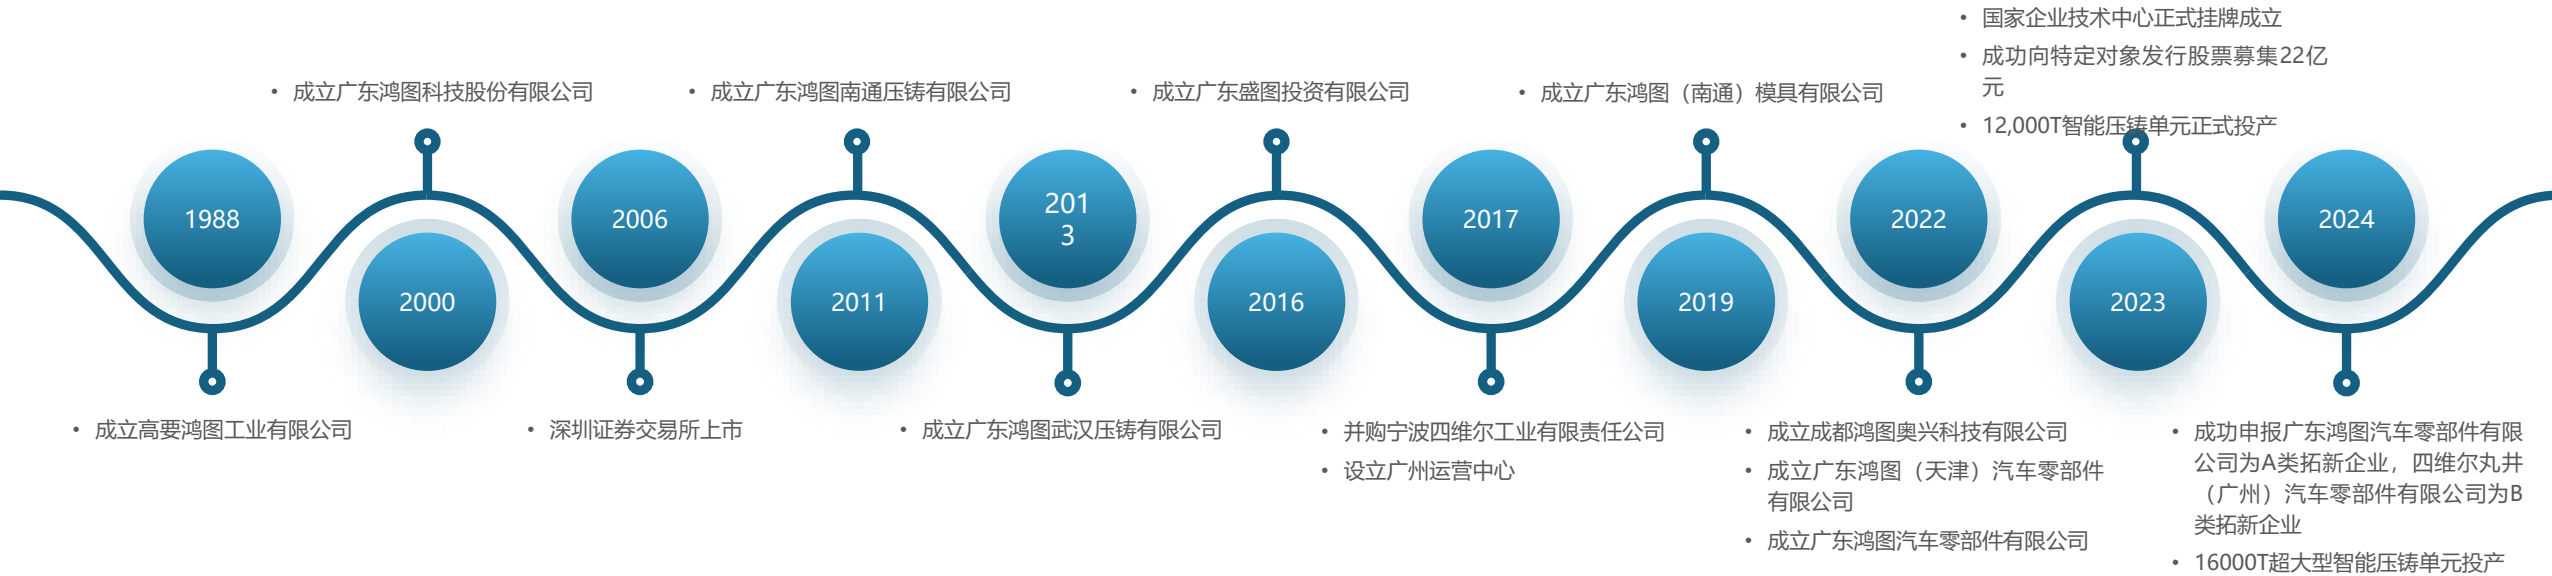 • 国家企业技术中心正式挂牌成立
• 成功向特定对象发行股票募集22亿
元
• 12,000T智能压铸单元正式投产
• 成立广东鸿图科技股份有限公司
• 成立广东鸿图南通压铸有限公司
• 成立广东盛图投资有限公司
• 成立广东鸿图（南通）模具有限公司
1988
2000
2006
2011
201
3
2016
2017
2019
2022
2023
2024
• 成立高要鸿图工业有限公司
• 深圳证券交易所上市
• 成立广东鸿图武汉压铸有限公司
• 并购宁波四维尔工业有限责任公司
• 设立广州运营中心
• 成立成都鸿图奥兴科技有限公司
• 成立广东鸿图（天津）汽车零部件
有限公司
• 成立广东鸿图汽车零部件有限公司
• 成功申报广东鸿图汽车零部件有限
公司为A类拓新企业，四维尔丸井
（广州）汽车零部件有限公司为B
类拓新企业
• 16000T超大型智能压铸单元投产